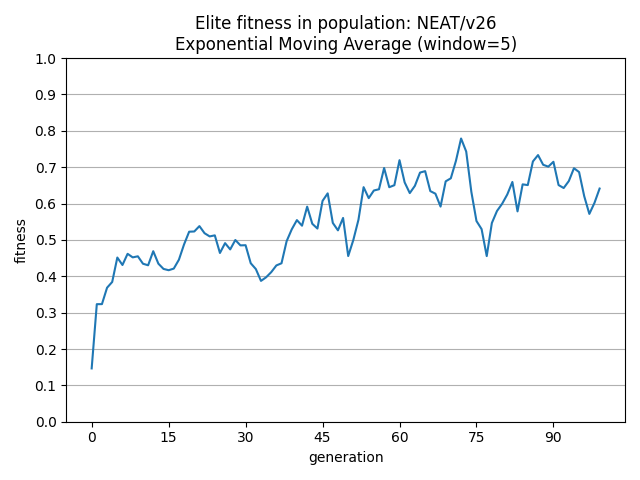 Elite fitness in population: NEAT/v26
Exponential Moving Average (window=5)
1.0
0.9
0.8
0.7
0.6
0.5
0.4
0.3
0.2
0.1
0.0
fitness
0 15 30 45 60 75 90
generation